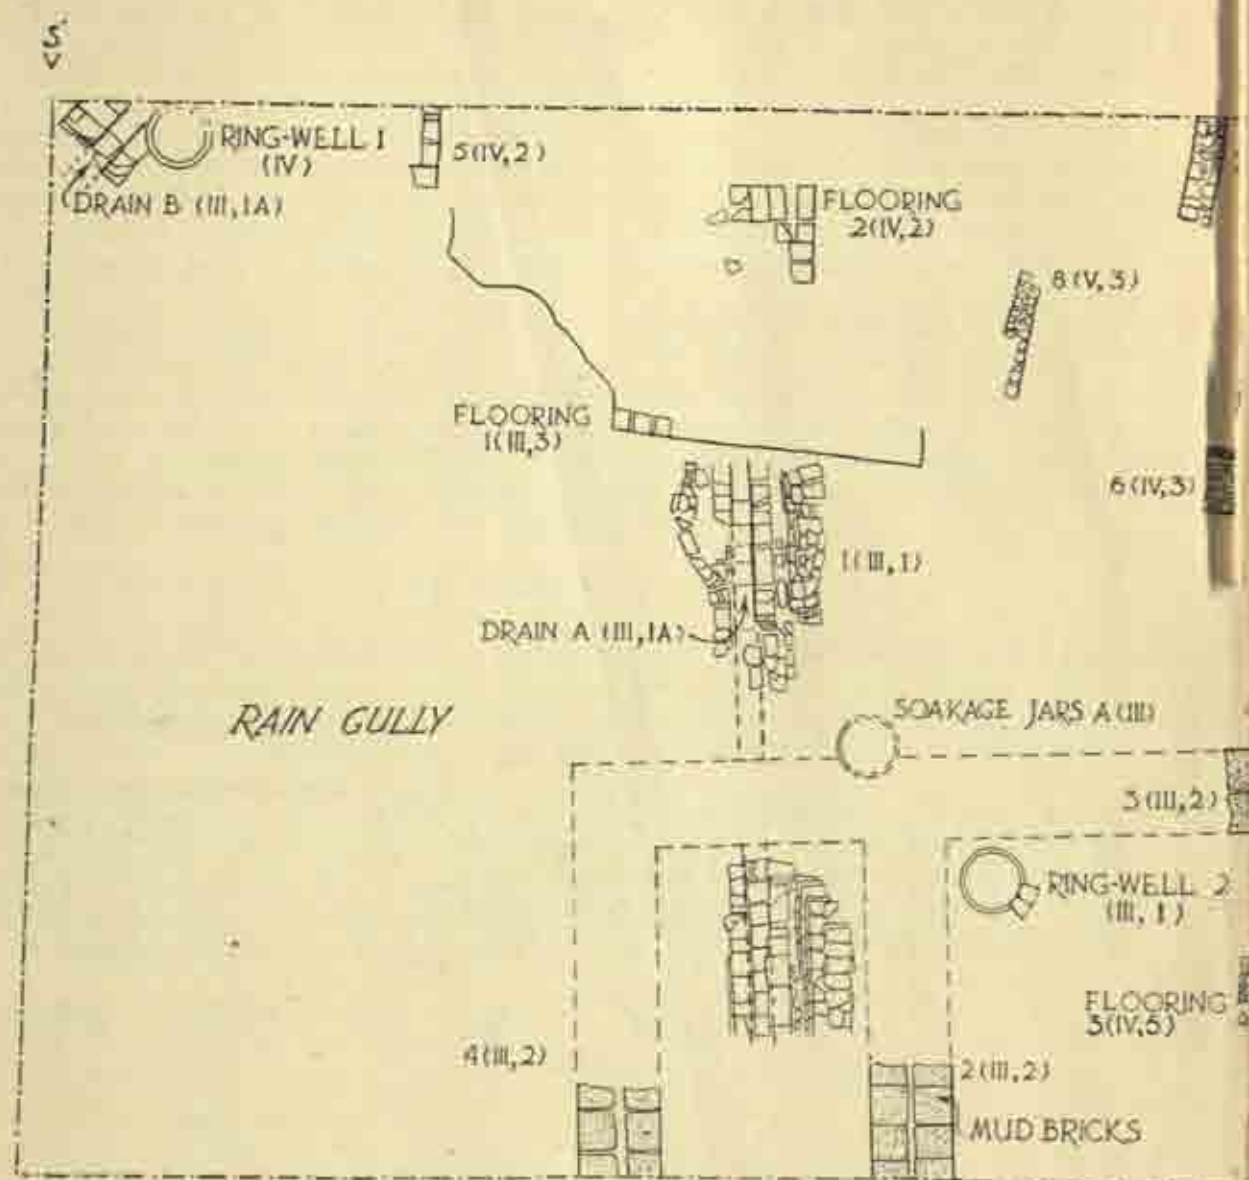 S
RING-WELL 1
(IV)
DRAIN B (III,1A)
5(IV,2)
FLOORING
2(IV,2)
8(V,3)
FLOORING
1(III,3)
6(IV,3)
1(III,1)
DRAIN A (III,1A)
RAIN GULLY
SOAKAGE JARS A(III)
3(III,2)
RING-WELL 2
(III,1)
FLOORING
3(IV,5)
4(III,2)
2(III,2)
MUD BRICKS